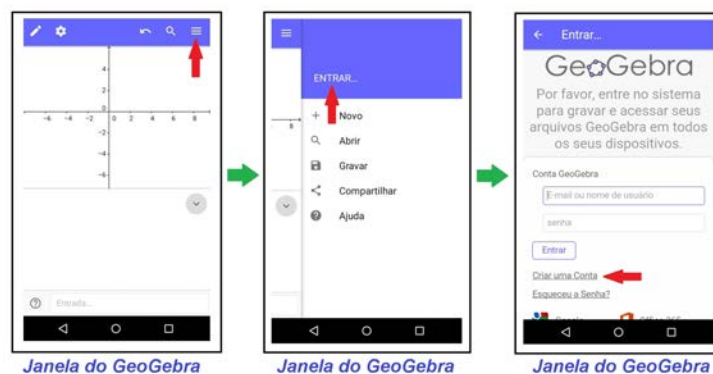 4
2
-6
-4
-2
0
2
4
6
8
-2
-4
-6
Entrada...
Janela do GeoGebra
ENTRAR...
8
Novo
Abrir
Gravar
Compartilhar
Ajuda
Janela do GeoGebra
Entrar...
GeoGebra
Por favor, entre no sistema
para gravar e acessar seus
arquivos GeoGebra em todos
os seus dispositivos.
Conta GeoGebra
E-mail ou nome de usuário
senha
Entrar
Criar uma Conta
Esqueceu a Senha?
Janela do GeoGebra